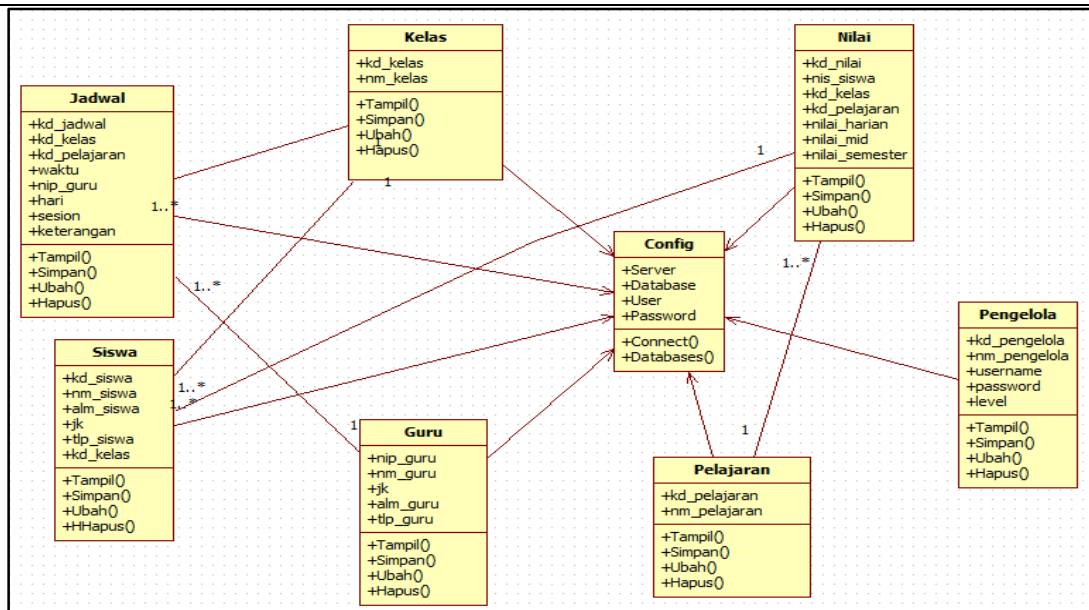 Kelas
+kd_kelas
+nm_kelas
+Tampil()
+Simpan()
+Ubah()
+Hapus()
1
1
Nilai
+kd_nilai
+nis_siswa
+kd_kelas
+kd_pelajaran
+nilai_harian
+nilai_mid
+nilai_semester
+Tampil()
+Simpan()
+Ubah()
+Hapus()
1
1..*
Jadwal
+kd_jadwal
+kd_kelas
+kd_pelajaran
+waktu
+nip_guru
+hari
+sesion
+keterangan
+Tampil()
+Simpan()
+Ubah()
+Hapus()
1..*
1..*
Config
+Server
+Database
+User
+Password
+Connect()
+Databases()
Pengelola
+kd_pengelola
+nm_pengelola
+username
+password
+level
+Tampil()
+Simpan()
+Ubah()
+Hapus()
Siswa
+kd_siswa
+nm_siswa
+alm_siswa
+jk
+tlp_siswa
+kd_kelas
+Tampil()
+Simpan()
+Ubah()
+HHapus()
1..*
1..*
1
Guru
+nip_guru
+nm_guru
+jk
+alm_guru
+tlp_guru
+Tampil()
+Simpan()
+Ubah()
+Hapus()
1
Pelajaran
+kd_pelajaran
+nm_pelajaran
+Tampil()
+Simpan()
+Ubah()
+Hapus()